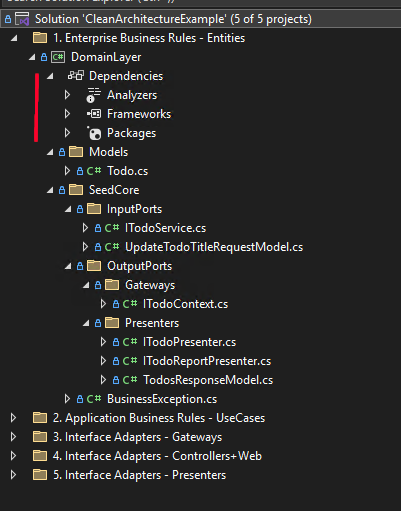 Solution 'CleanArchitectureExample' (5 of 5 projects)
1. Enterprise Business Rules - Entities
C# DomainLayer
Dependencies
Analyzers
Frameworks
Packages
Models
C# Todo.cs
SeedCore
InputPorts
C# ITodoService.cs
C# UpdateTodoTitleRequestModel.cs
OutputPorts
Gateways
C# ITodoContext.cs
Presenters
C# ITodoPresenter.cs
C# ITodoReportPresenter.cs
C# TodosResponseModel.cs
C# BusinessException.cs
2. Application Business Rules - UseCases
3. Interface Adapters - Gateways
4. Interface Adapters - Controllers+Web
5. Interface Adapters - Presenters